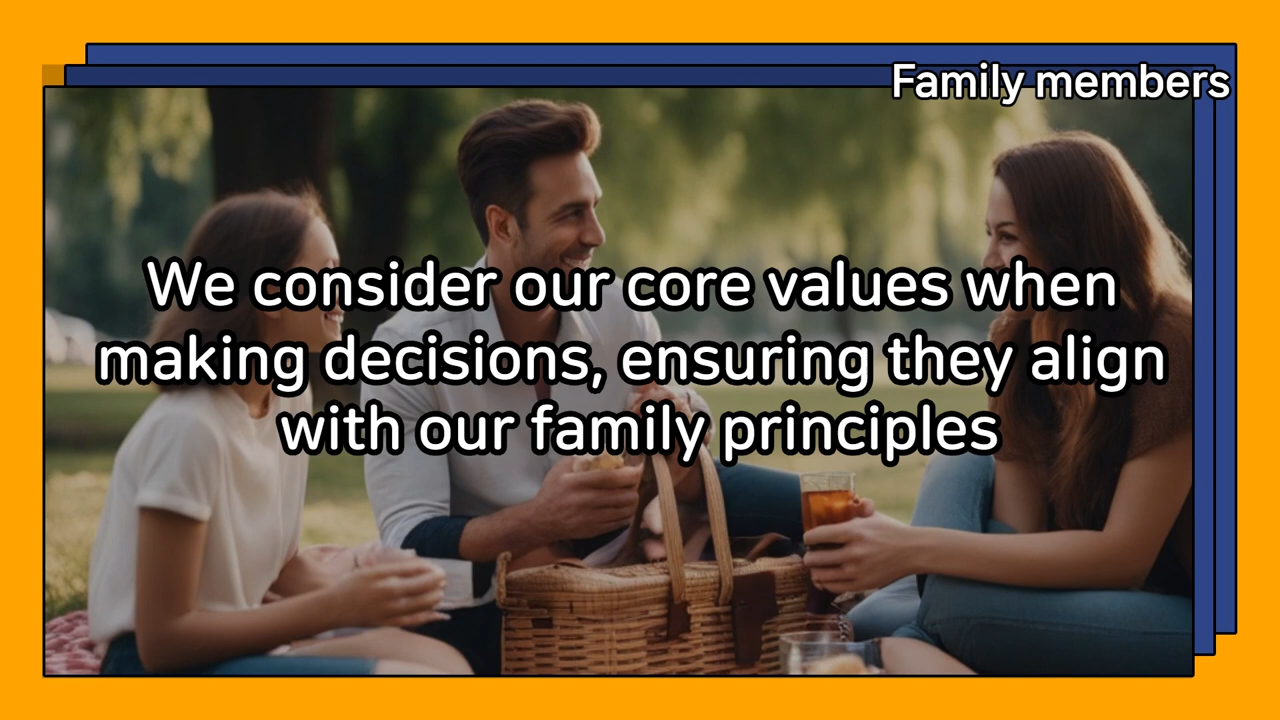 Family members
We consider our core values when
making decisions, ensuring they align
with our family principles